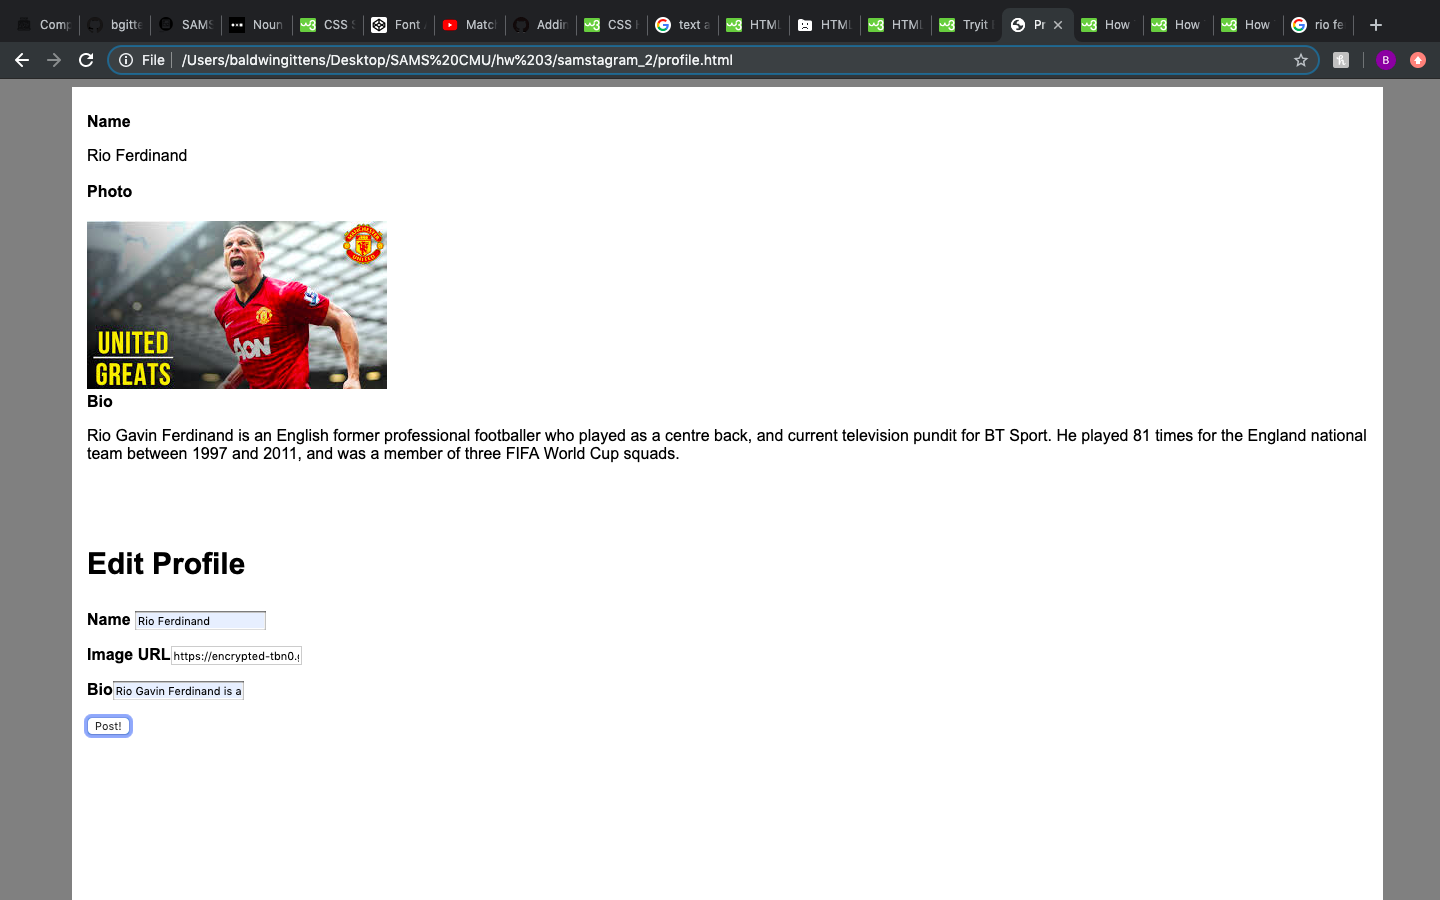 Comp
bgitte
SAMS
Noun
CSS S
Font A
Match
Addin
CSS H
text a
HTML
HTML
HTML
Tryit
Pr
How
How
How
rio fe
File
/Users/baldwingittens/Desktop/SAMS%20CMU/hw%203/samstagram_2/profile.html
B
Name
Rio Ferdinand
Photo
MANCHESTER
UNITED
AON
UNITED
GREATS
Bio
Rio Gavin Ferdinand is an English former professional footballer who played as a centre back, and current television pundit for BT Sport. He played 81 times for the England national
team between 1997 and 2011, and was a member of three FIFA World Cup squads.
Edit Profile
Name Rio Ferdinand
Image URL https://encrypted-tbn0.g
Bio Rio Gavin Ferdinand is a
Post!